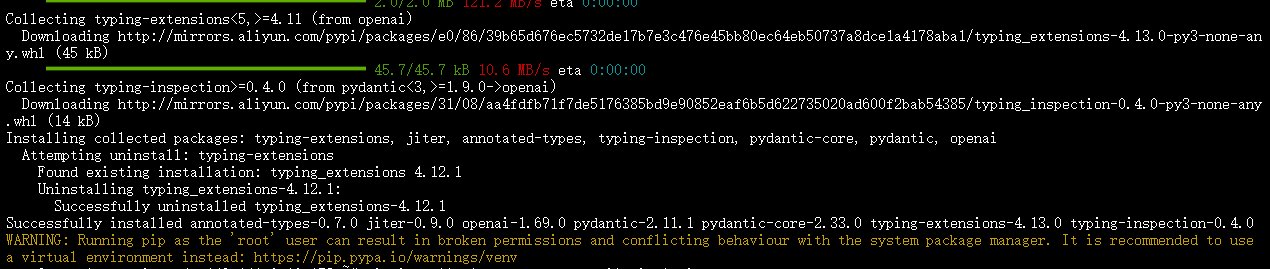 2.0/2.0 MB 121.2 MB/s eta 0:00:00
Collecting typing-extensions<5,>=4.11 (from openai)
  Downloading http://mirrors.aliyun.com/pypi/packages/e0/86/39b65d676ec5732de17b7e3c476e45bb80ec64eb50737a8dce1a4178aba1/typing_extensions-4.13.0-py3-none-an
y.whl (45 kB)
45.7/45.7 kB 10.6 MB/s eta 0:00:00
Collecting typing-inspection>=0.4.0 (from pydantic<3,>=1.9.0->openai)
  Downloading http://mirrors.aliyun.com/pypi/packages/31/08/aa4fdfb71f7de5176385bd9e90852eaf6b5d622735020ad600f2bab54385/typing_inspection-0.4.0-py3-none-any
.whl (14 kB)
Installing collected packages: typing-extensions, jiter, annotated-types, typing-inspection, pydantic-core, pydantic, openai
  Attempting uninstall: typing-extensions
    Found existing installation: typing_extensions 4.12.1
    Uninstalling typing_extensions-4.12.1:
      Successfully uninstalled typing_extensions-4.12.1
Successfully installed annotated-types-0.7.0 jiter-0.9.0 openai-1.69.0 pydantic-2.11.1 pydantic-core-2.33.0 typing-extensions-4.13.0 typing-inspection-0.4.0
WARNING: Running pip as the 'root' user can result in broken permissions and conflicting behaviour with the system package manager. It is recommended to use
a virtual environment instead: https://pip.pypa.io/warnings/venv